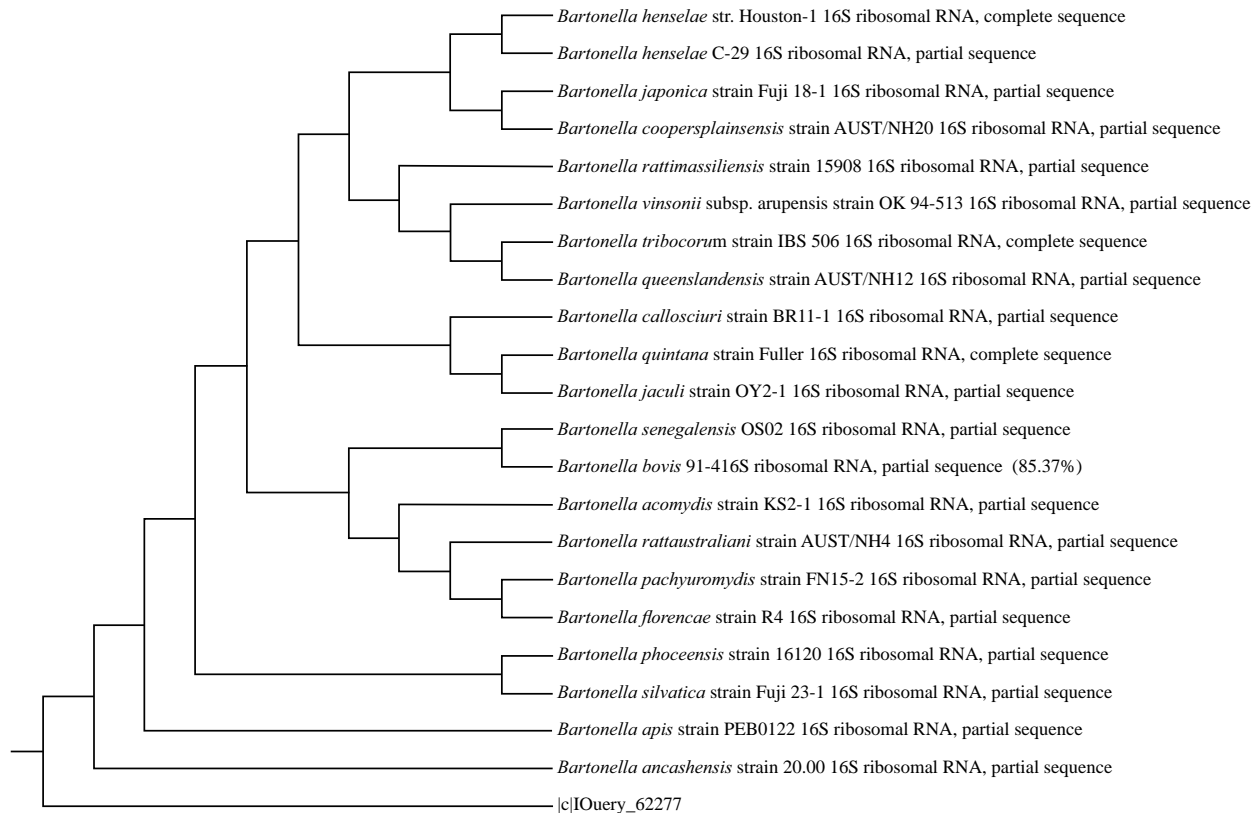 Bartonella henselae str. Houston-1 16S ribosomal RNA, complete sequence
Bartonella henselae C-29 16S ribosomal RNA, partial sequence
Bartonella japonica strain Fuji 18-1 16S ribosomal RNA, partial sequence
Bartonella coopersplainsensis strain AUST/NH20 16S ribosomal RNA, partial sequence
Bartonella rattimassiliensis strain 15908 16S ribosomal RNA, partial sequence
Bartonella vinsonii subsp. arupensis strain OK 94-513 16S ribosomal RNA, partial sequence
Bartonella tribocorum strain IBS 506 16S ribosomal RNA, complete sequence
Bartonella queenslandensis strain AUST/NH12 16S ribosomal RNA, partial sequence
Bartonella callosciuri strain BR11-1 16S ribosomal RNA, partial sequence
Bartonella quintana strain Fuller 16S ribosomal RNA, complete sequence
Bartonella jaculi strain OY2-1 16S ribosomal RNA, partial sequence
Bartonella senegalensis OS02 16S ribosomal RNA, partial sequence
Bartonella bovis 91-416S ribosomal RNA, partial sequence (85.37%)
Bartonella acomydis strain KS2-1 16S ribosomal RNA, partial sequence
Bartonella rattaustraliani strain AUST/NH4 16S ribosomal RNA, partial sequence
Bartonella pachyuromydis strain FN15-2 16S ribosomal RNA, partial sequence
Bartonella florencae strain R4 16S ribosomal RNA, partial sequence
Bartonella phoceensis strain 16120 16S ribosomal RNA, partial sequence
Bartonella silvatica strain Fuji 23-1 16S ribosomal RNA, partial sequence
Bartonella apis strain PEB0122 16S ribosomal RNA, partial sequence
Bartonella ancashensis strain 20.00 16S ribosomal RNA, partial sequence
|c|IOuery_62277